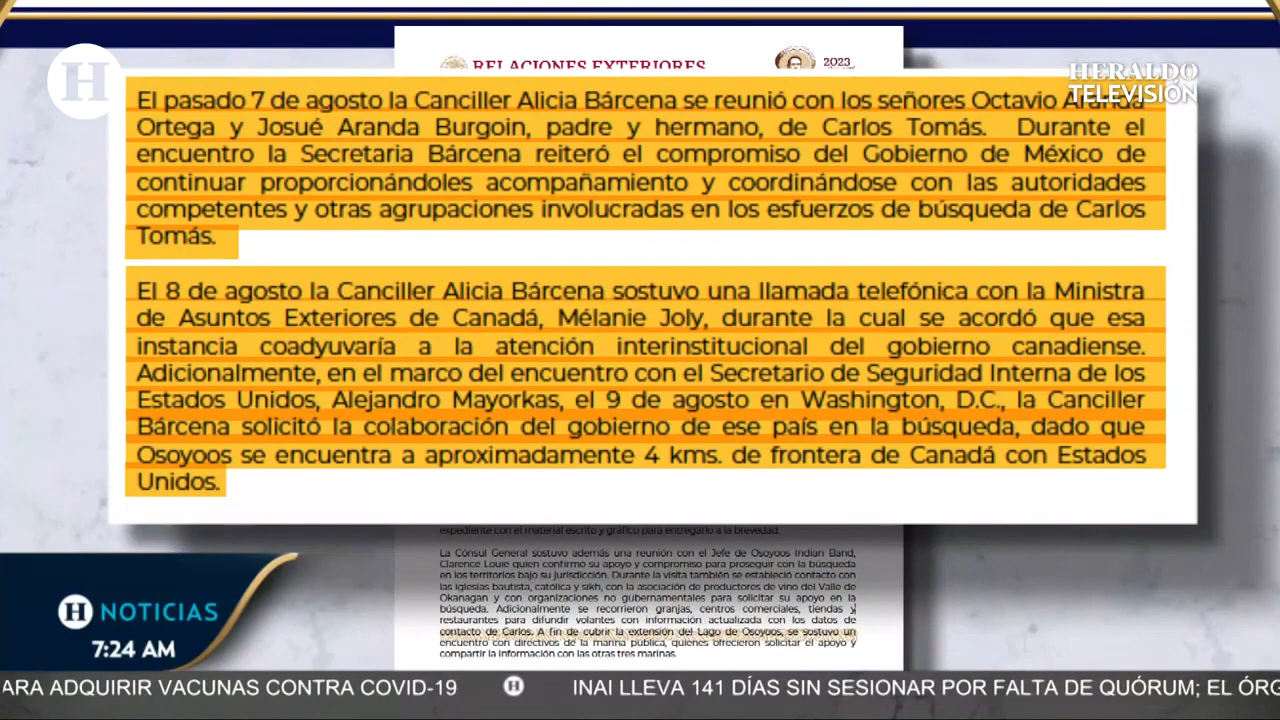 RELACIONES EXTERIORES
2023
H
HERALDO
TELEVISIÓN
El pasado 7 de agosto la Canciller Alicia Bárcena se reunió con los señores Octavio
Ortega y Josué Aranda Burgoin, padre y hermano, de Carlos Tomás. Durante el
encuentro la Secretaria Bárcena reiteró el compromiso del Gobierno de México de
continuar proporcionándoles acompañamiento y coordinándose con las autoridades
competentes y otras agrupaciones involucradas en los esfuerzos de búsqueda de Carlos
Tomás.
El 8 de agosto la Canciller Alicia Bárcena sostuvo una llamada telefónica con la Ministra
de Asuntos Exteriores de Canadá, Mélanie Joly, durante la cual se acordó que esa
instancia coadyuvaría a la atención interinstitucional del gobierno canadiense.
Adicionalmente, en el marco del encuentro con el Secretario de Seguridad Interna de los
Estados Unidos, Alejandro Mayorkas, el 9 de agosto en Washington, D.C., la Canciller
Bárcena solicitó la colaboración del gobierno de ese país en la búsqueda, dado que
Osoyoos se encuentra a aproximadamente 4 kms. de frontera de Canadá con Estados
Unidos.
expediente con el material escrito y gráfico para entregarlo a la brevedad.
La Cónsul General sostuvo además una reunión con el Jefe de Osoyoos Indian Band,
Clarence Louie quien confirmó su apoyo y compromiso para proseguir con la búsqueda
en los territorios bajo su jurisdicción. Durante la visita también se estableció contacto con
las iglesias bautista, católica y sikh, con la asociación de productores de vino del Valle de
Okanagan y con organizaciones no gubernamentales para solicitar su apoyo en la
búsqueda. Adicionalmente se recorrieron granjas, centros comerciales, tiendas y
restaurantes para difundir volantes con información actualizada con los datos de
contacto de Carlos. A fin de cubrir la extensión del Lago de Osoyoos, se sostuvo un
encuentro con directivos de la marina pública, quienes ofrecieron solicitar el apoyo y
compartir la información con las otras tres marinas.
H NOTICIAS
7:24 AM
ARA ADQUIRIR VACUNAS CONTRA COVID-19 H INAI LLEVA 141 DÍAS SIN SESIONAR POR FALTA DE QUÓRUM; EL ÓRG